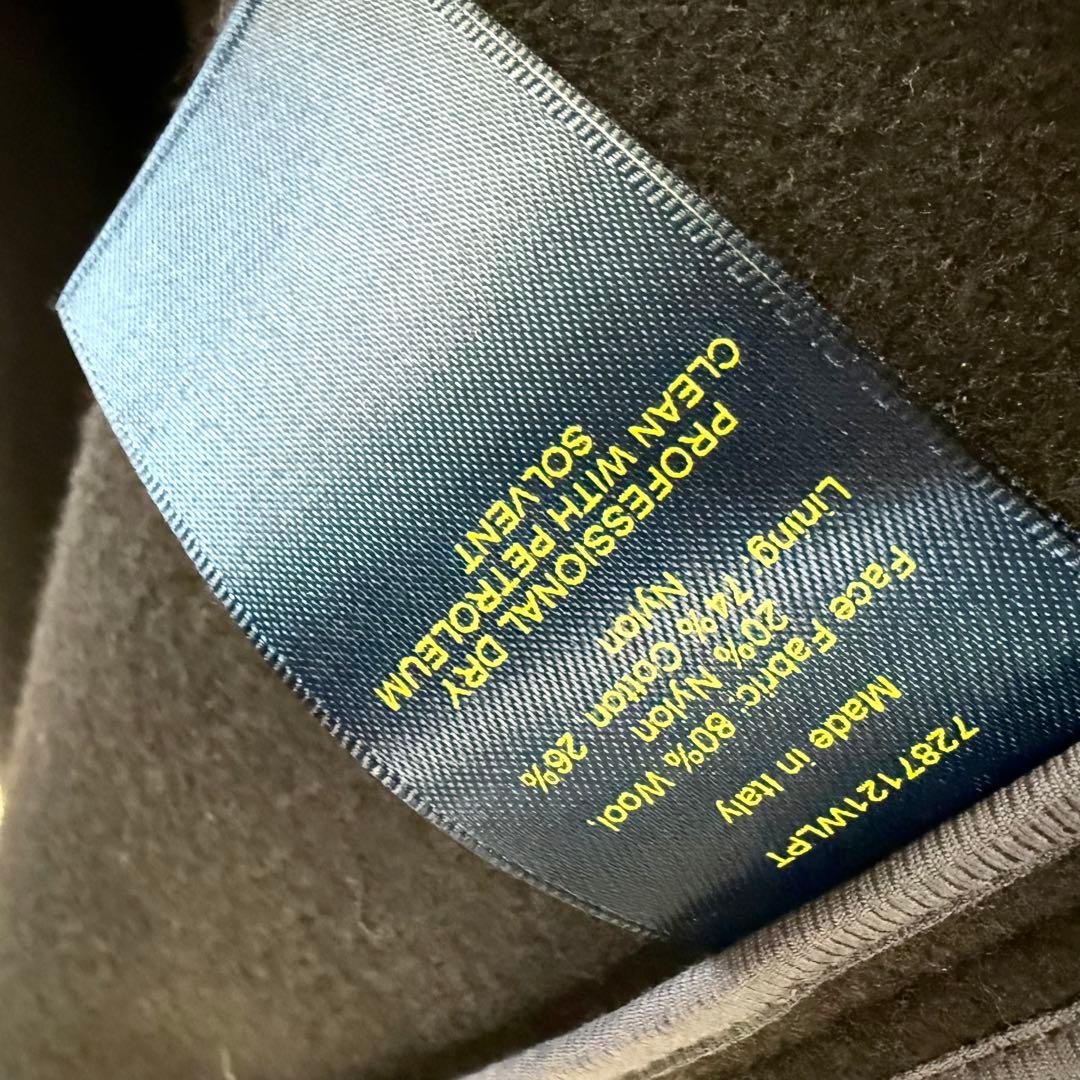 7287121WLPT
Made in Italy
Face Fabric: 80% Wool,
20% Nylon
Lining. 74% Cotton. 26%
Nylon
PROFESSIONAL DRY
CLEAN WITH PETROLEUM
SOLVENT